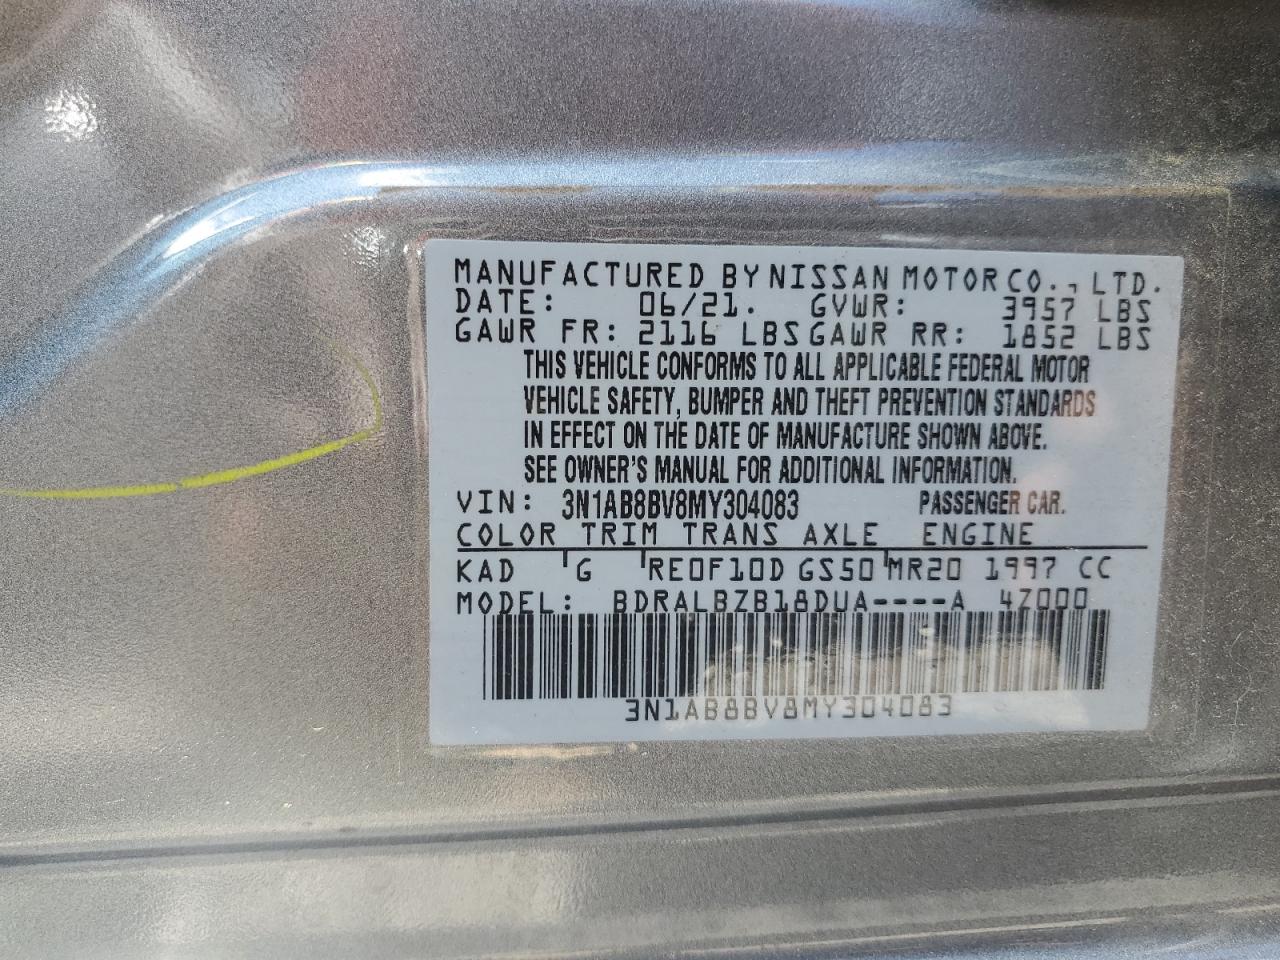 MANUFACTURED BY NISSAN MOTOR CO., LTD.
DATE: 06/21. GVWR: 3957 LBS
GAWR FR: 2116 LBS GAWR RR: 1852 LBS
THIS VEHICLE CONFORMS TO ALL APPLICABLE FEDERAL MOTOR
VEHICLE SAFETY, BUMPER AND THEFT PREVENTION STANDARDS
IN EFFECT ON THE DATE OF MANUFACTURE SHOWN ABOVE.
SEE OWNER'S MANUAL FOR ADDITIONAL INFORMATION.
VIN: 3N1AB8BV8MY304083 PASSENGER CAR.
COLOR TRIM TRANS AXLE ENGINE
KAD G RE0F10D GS50 MR20 1997 CC
MODEL: BDRALBZB18DUA----A 4Z000
3N1AB8BV8MY304083